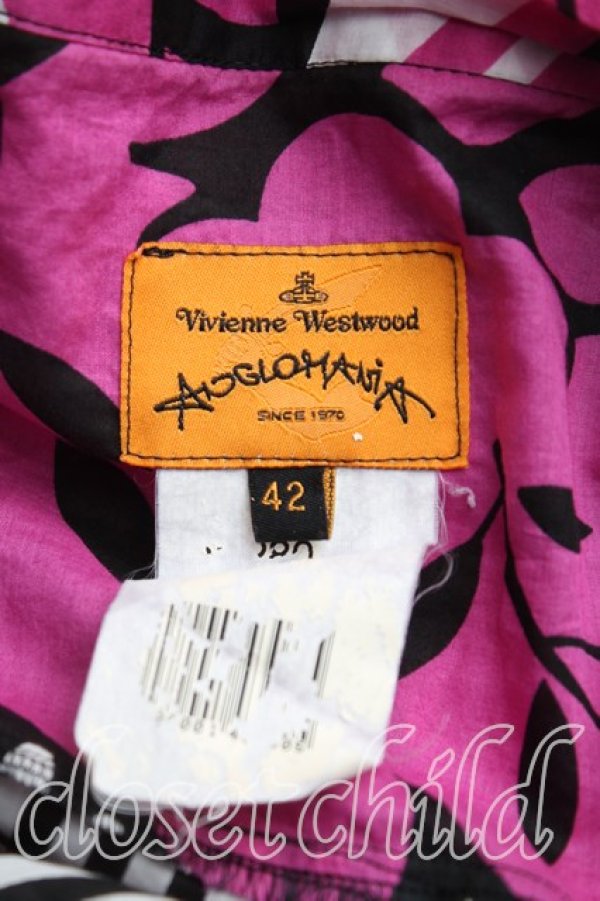 Vivienne Westwood
ANGLOMANIA
SINCE 1970
42
closet child